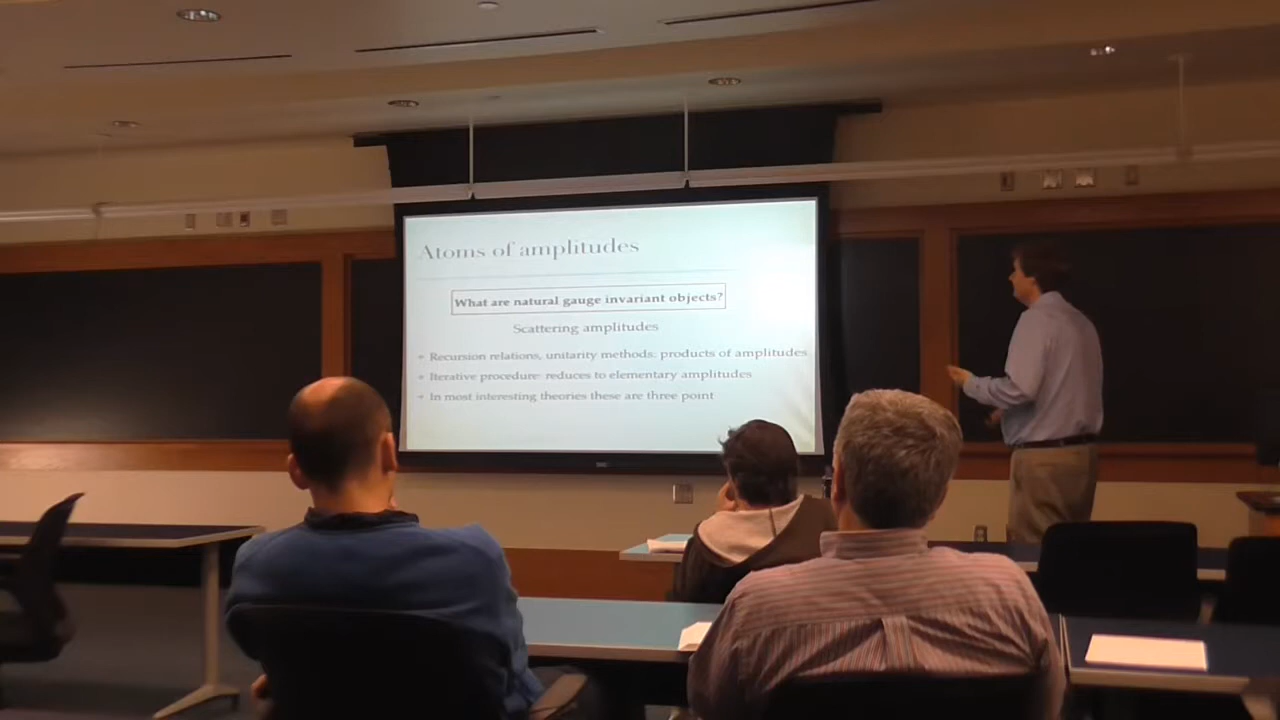 Atoms of amplitudes
What are natural gauge invariant objects?
Scattering amplitudes
+ Recursion relations, unitarity methods: products of amplitudes
+ Iterative procedure: reduces to elementary amplitudes
+ In most interesting theories these are three point